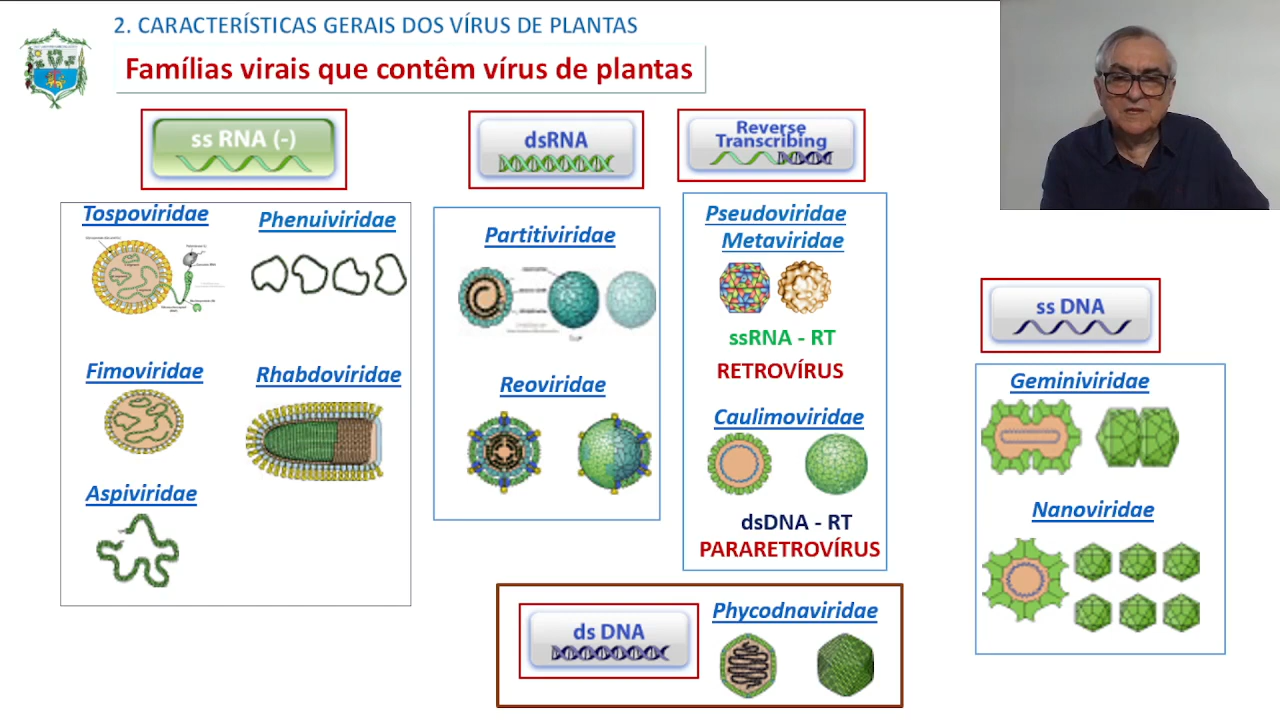 2. CARACTERÍSTICAS GERAIS DOS VÍRUS DE PLANTAS
Famílias virais que contêm vírus de plantas
ss RNA (-)
Tospoviridae
Phenuiviridae
Fimoviridae
Rhabdoviridae
Aspiviridae
dsRNA
Partitiviridae
Reoviridae
Reverse
Transcribing
Pseudoviridae
Metaviridae
ssRNA - RT
RETROVÍRUS
Caulimoviridae
dsDNA - RT
PARARETROVÍRUS
ss DNA
Geminiviridae
Nanoviridae
ds DNA
Phycodnaviridae